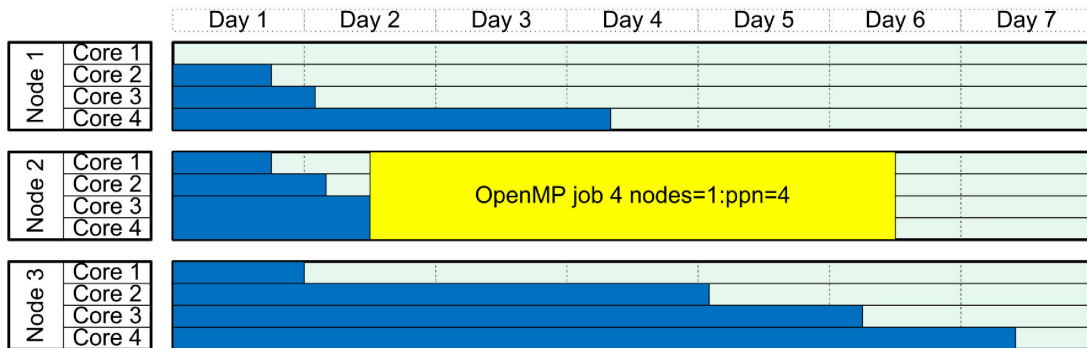 Day 1 Day 2 Day 3 Day 4 Day 5 Day 6 Day 7
Node 1
Core 1
Core 2
Core 3
Core 4
Node 2
Core 1
Core 2
Core 3
Core 4
OpenMP job 4 nodes=1:ppn=4
Node 3
Core 1
Core 2
Core 3
Core 4